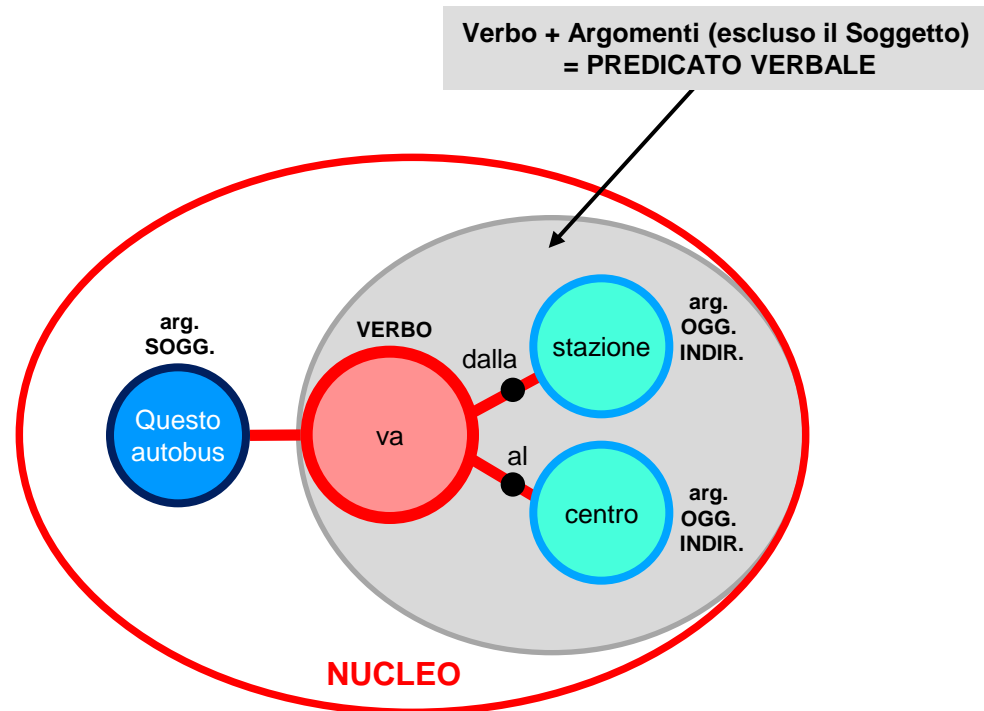 Verbo + Argomenti (escluso il Soggetto)
= PREDICATO VERBALE
arg.
SOGG.
Questo
autobus
VERBO
va
dalla
stazione
arg.
OGG.
INDIR.
al
centro
arg.
OGG.
INDIR.
NUCLEO